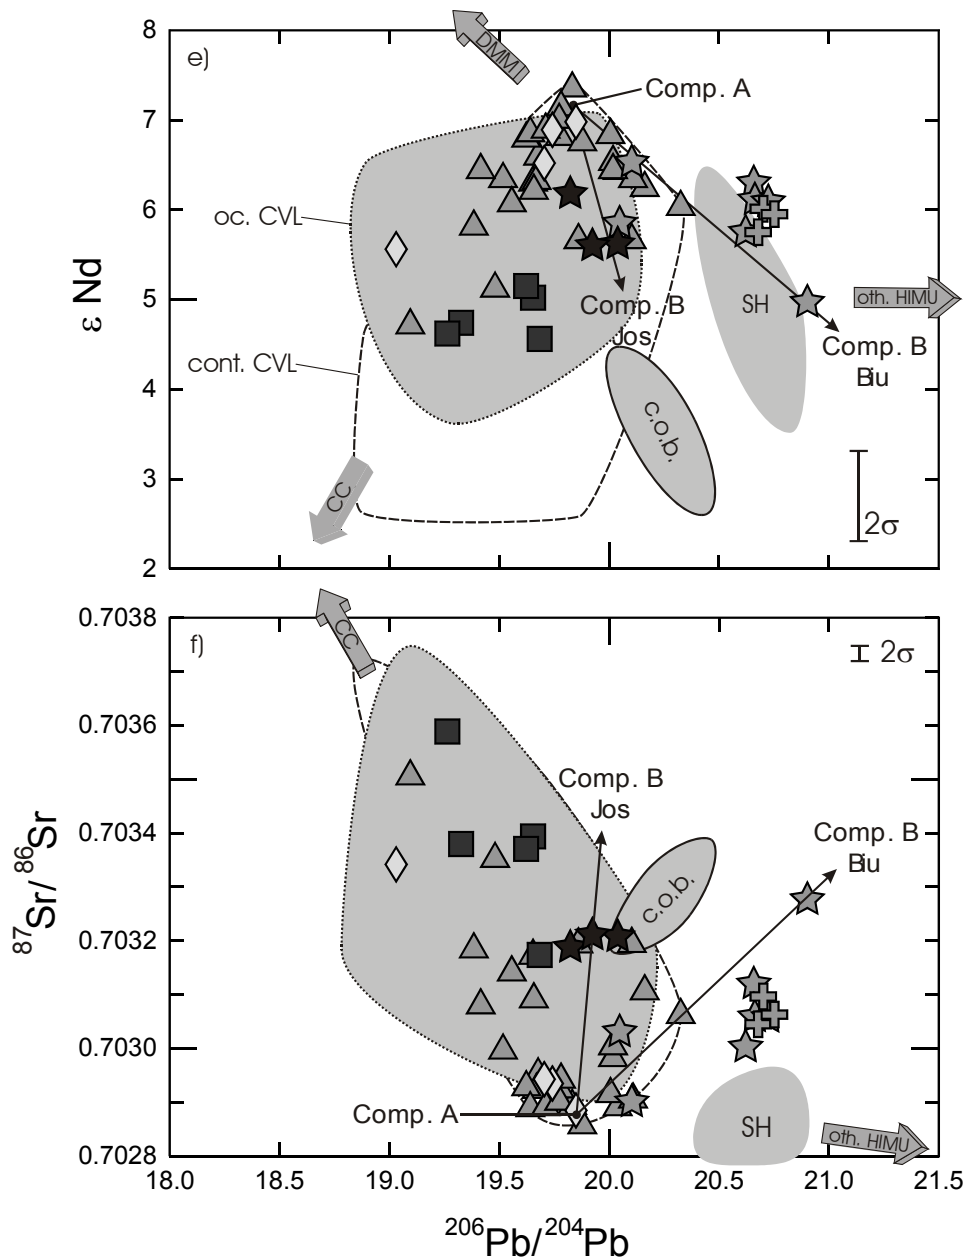 8
e)
DMM
Comp. A
7
oc. CVL
6
ε Nd
5
Comp. B
Jos
SH
oth. HIMU
Comp. B
Biu
cont. CVL
4
c.o.b.
3
CC
2σ
2
0.7038
f)
CC
2σ
0.7036
Comp. B
Jos
0.7034
Comp. B
Biu
87Sr/86Sr
c.o.b.
0.7032
0.7030
Comp. A
SH
oth. HIMU
0.7028
18.0 19.0 19.5 20.0 20.5 21.0 21.5
206Pb/204Pb